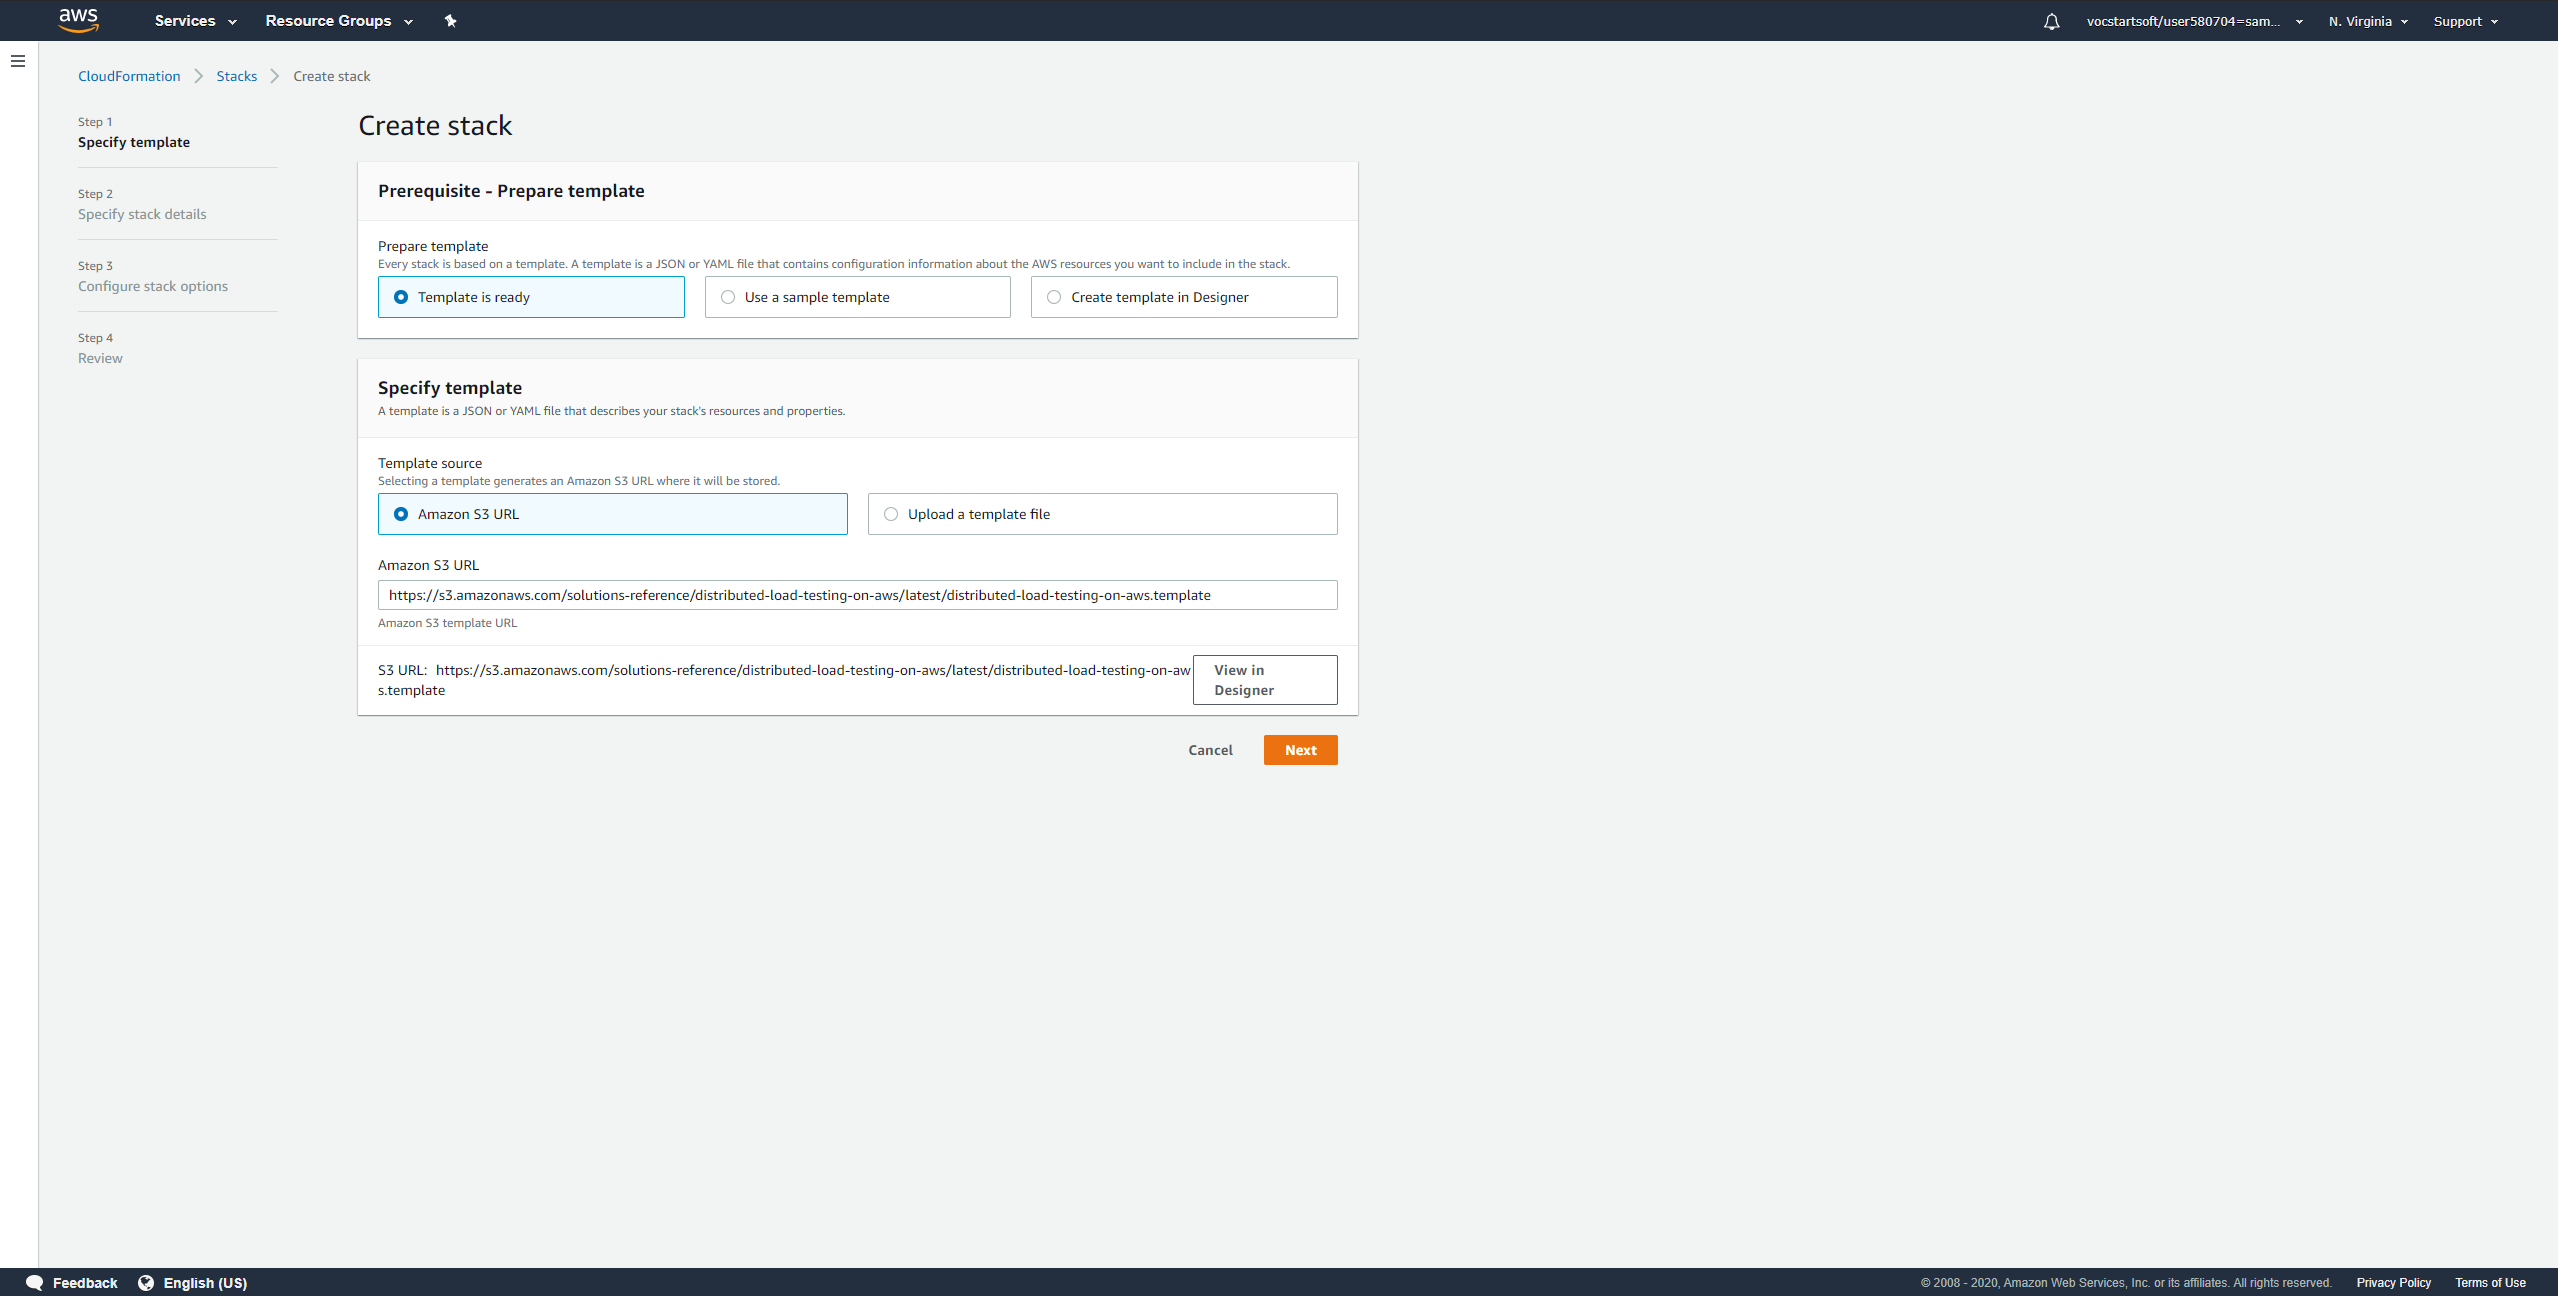 aws
Services
Resource Groups
vocstartsoft/user580704=sam...
N. Virginia
Support
CloudFormation
Stacks
Create stack
Step 1
Specify template
Step 2
Specify stack details
Step 3
Configure stack options
Step 4
Review
Create stack
Prerequisite - Prepare template
Prepare template
Every stack is based on a template. A template is a JSON or YAML file that contains configuration information about the AWS resources you want to include in the stack.
Template is ready
Use a sample template
Create template in Designer
Specify template
A template is a JSON or YAML file that describes your stack's resources and properties.
Template source
Selecting a template generates an Amazon S3 URL where it will be stored.
Amazon S3 URL
Upload a template file
Amazon S3 URL
https://s3.amazonaws.com/solutions-reference/distributed-load-testing-on-aws/latest/distributed-load-testing-on-aws.template
Amazon S3 template URL
S3 URL: https://s3.amazonaws.com/solutions-reference/distributed-load-testing-on-aws/latest/distributed-load-testing-on-aw
s.template
View in
Designer
Cancel
Next
Feedback
English (US)
© 2008 - 2020, Amazon Web Services, Inc. or its affiliates. All rights reserved.
Privacy Policy
Terms of Use